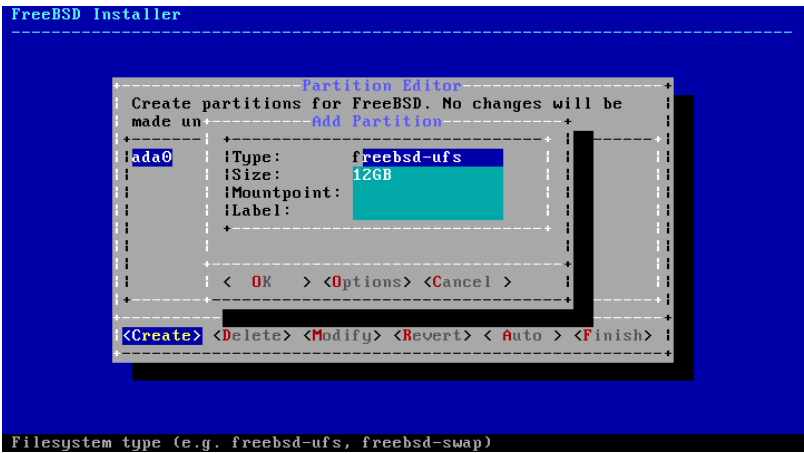 FreeBSD Installer
Partition Editor
Create partitions for FreeBSD. No changes will be
made un
Add Partition
ada0
Type: freebsd-ufs
Size: 12GB
Mountpoint:
Label:
< OK > <Options> <Cancel >
<Create> <Delete> <Modify> <Revert> < Auto > <Finish>
Filesystem type (e.g. freebsd-ufs, freebsd-swap)